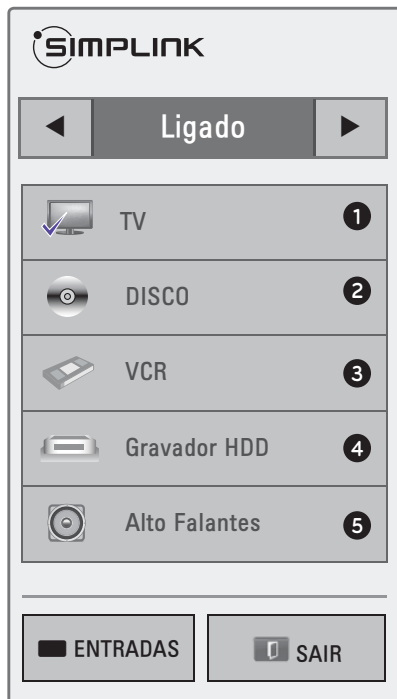 SIMPLINK
◄ Ligado ►
TV 1
DISCO 2
VCR 3
Gravador HDD 4
Alto Falantes 5
ENTRADAS SAIR